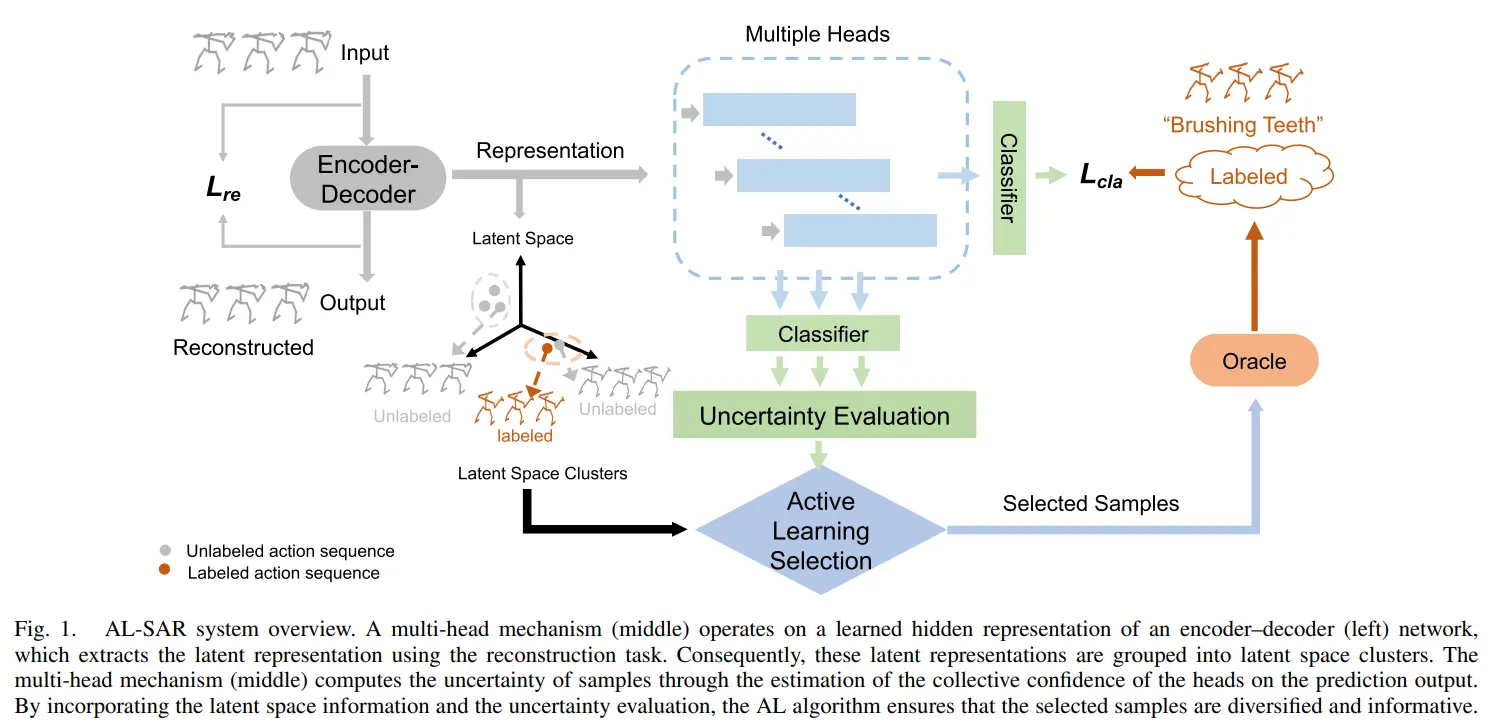 Multiple Heads
Input
"Brushing Teeth"
Encoder-
Decoder
Representation
Classifier
L_re
L_cla
Labeled
Latent Space
Output
Reconstructed
Classifier
Oracle
Unlabeled
Unlabeled
labeled
Uncertainty Evaluation
Latent Space Clusters
Active
Learning
Selection
Selected Samples
Unlabeled action sequence
Labeled action sequence
Fig. 1. AL-SAR system overview. A multi-head mechanism (middle) operates on a learned hidden representation of an encoder–decoder (left) network,
which extracts the latent representation using the reconstruction task. Consequently, these latent representations are grouped into latent space clusters. The
multi-head mechanism (middle) computes the uncertainty of samples through the estimation of the collective confidence of the heads on the prediction output.
By incorporating the latent space information and the uncertainty evaluation, the AL algorithm ensures that the selected samples are diversified and informative.